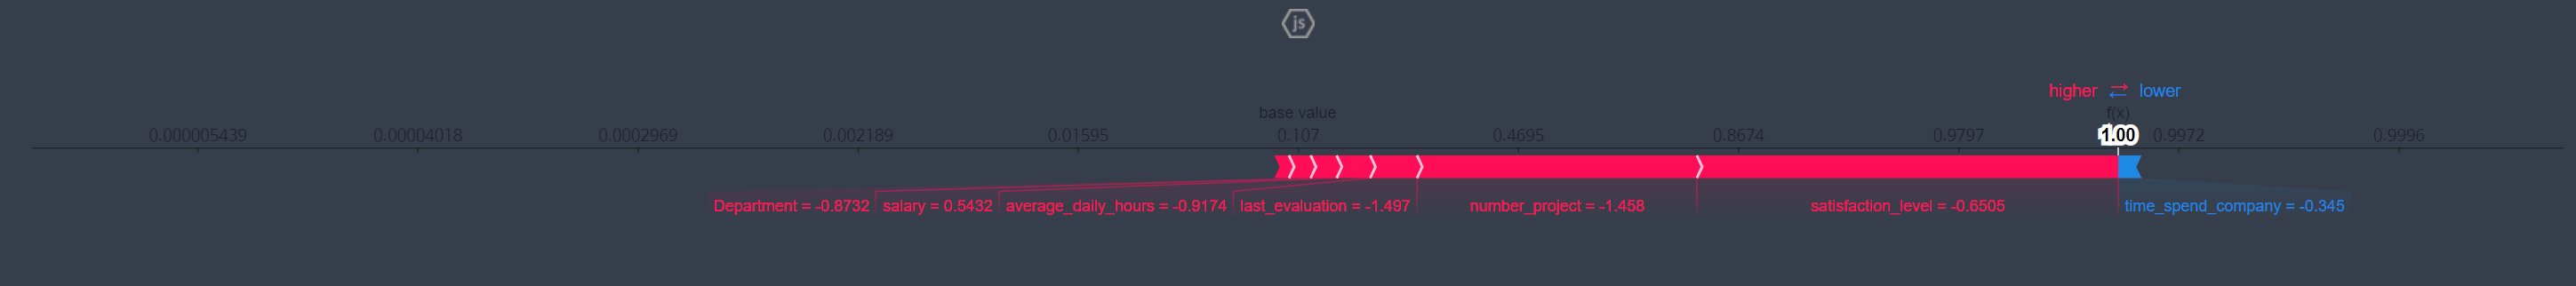 js
higher ⇄ lower
base value f(x)
0.000005439 0.00004018 0.0002969 0.002189 0.01595 0.107 0.4695 0.8674 0.9797 1.00 0.9972 0.9996
Department = -0.8732 salary = 0.5432 average_daily_hours = -0.9174 last_evaluation = -1.497 number_project = -1.458 satisfaction_level = -0.6505 time_spend_company = -0.345